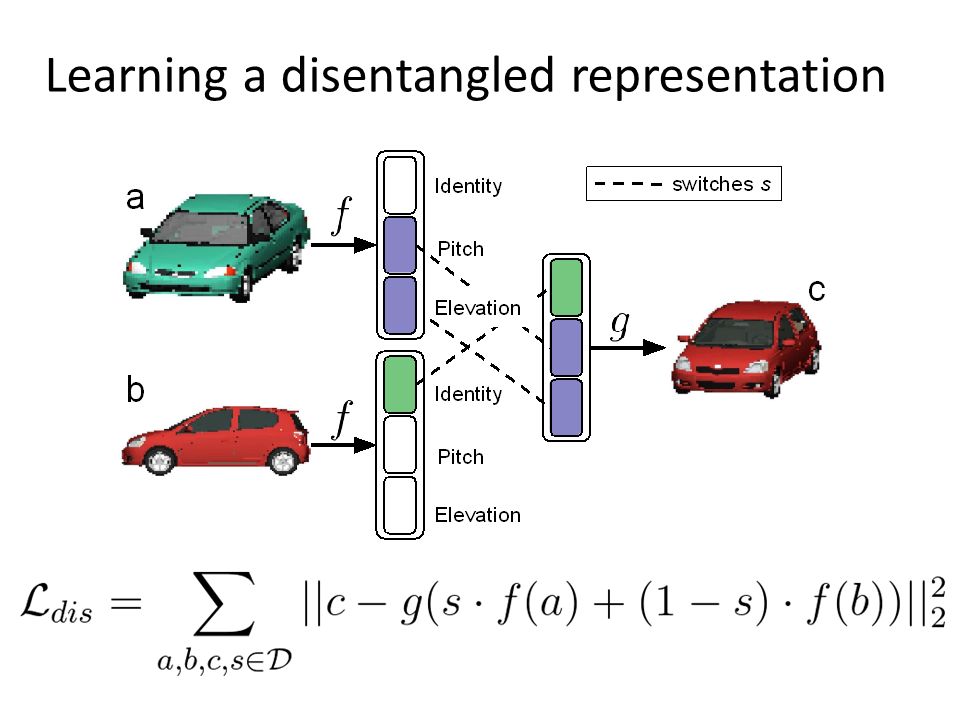 Learning a disentangled representation
a
f
Identity
Pitch
Elevation
switches s
b
f
Identity
Pitch
Elevation
g
c
\mathcal{L}_{dis} = \sum_{a,b,c,s \in \mathcal{D}} ||c - g(s \cdot f(a) + (1 - s) \cdot f(b))||_2^2